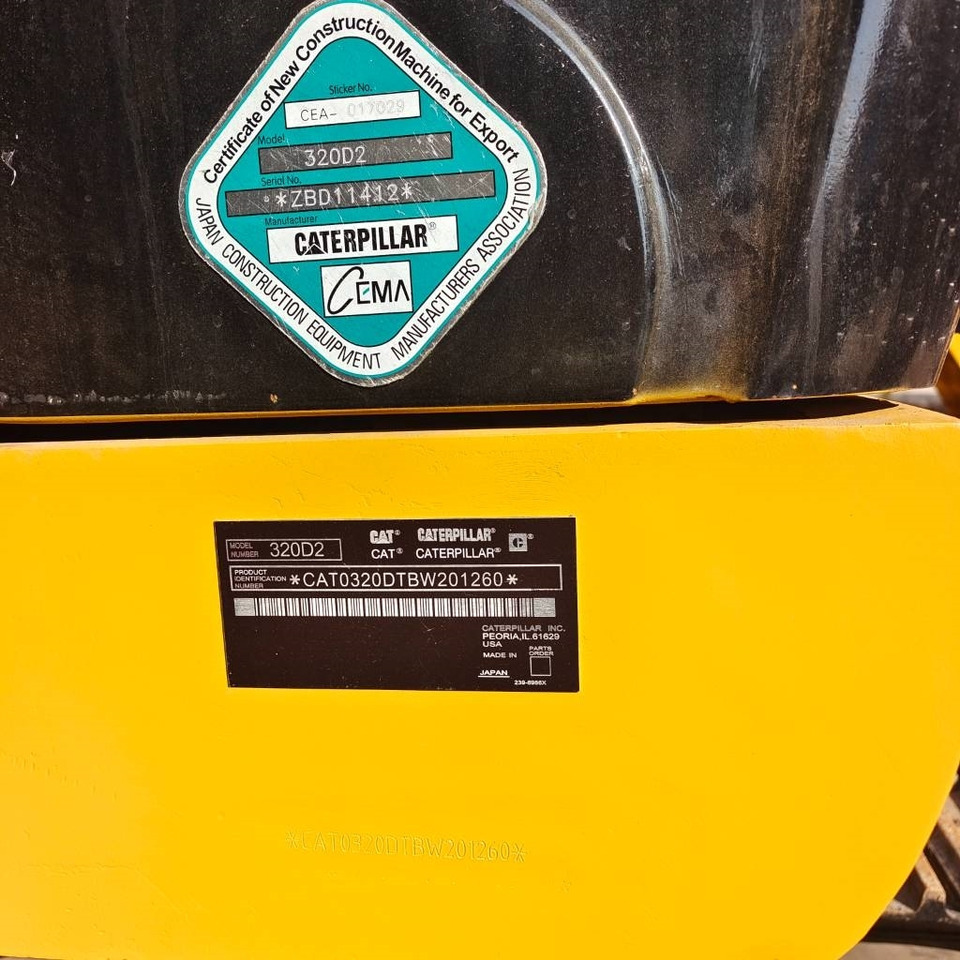 Certificate of New Construction Machine for Export
Sticker No.
CEA- 017029
Model
320D2
Serial No.
*ZBD11412*
Manufacturer
CATERPILLAR®
CEMA
JAPAN CONSTRUCTION EQUIPMENT MANUFACTURERS ASSOCIATION
CAT® CATERPILLAR® C®
MODEL NUMBER 320D2
CAT® CATERPILLAR®
PRODUCT IDENTIFICATION NUMBER *CAT0320DTBW201260*
CATERPILLAR INC.
PEORIA,IL.61629
USA
MADE IN
JAPAN
PARTS
ORDER
239-5956X
*CAT0320DTBW201260*